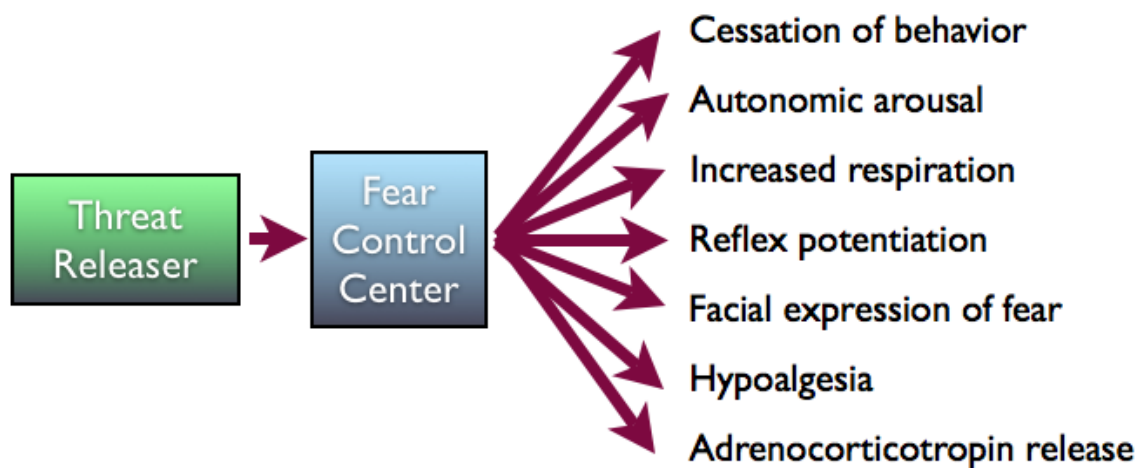 Threat
Releaser
Fear
Control
Center
Cessation of behavior
Autonomic arousal
Increased respiration
Reflex potentiation
Facial expression of fear
Hypoalgesia
Adrenocorticotropin release